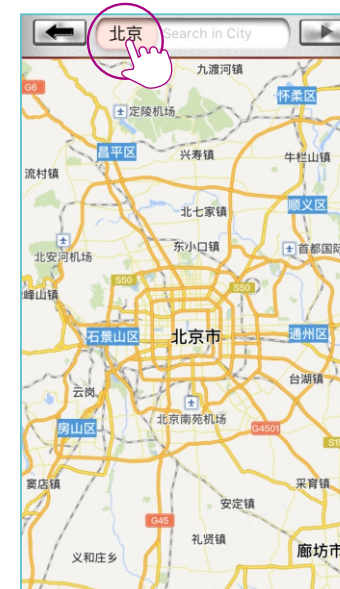 北京 Search in City
九渡河镇
G6
怀柔区
定陵机场
昌平区
兴寿镇
牛栏山镇
流村镇
顺义区
北七家镇
东小口镇
首都国际
北安河机场
S50
S50
峰山镇
石景山区
北京市
通州区
台湖镇
云岗
北京南苑机场
房山区
G4501
S15
窦店镇
采育镇
安定镇
G45
礼贤镇
廊坊市
义和庄乡